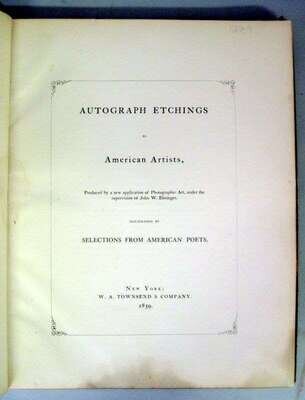 AUTOGRAPH ETCHINGS
BY
American Artists,
Produced by a new application of Photographic Art, under the
supervision of John W. Ehninger.
ILLUSTRATED BY
SELECTIONS FROM AMERICAN POETS.
NEW YORK:
W. A. TOWNSEND & COMPANY.
1859.